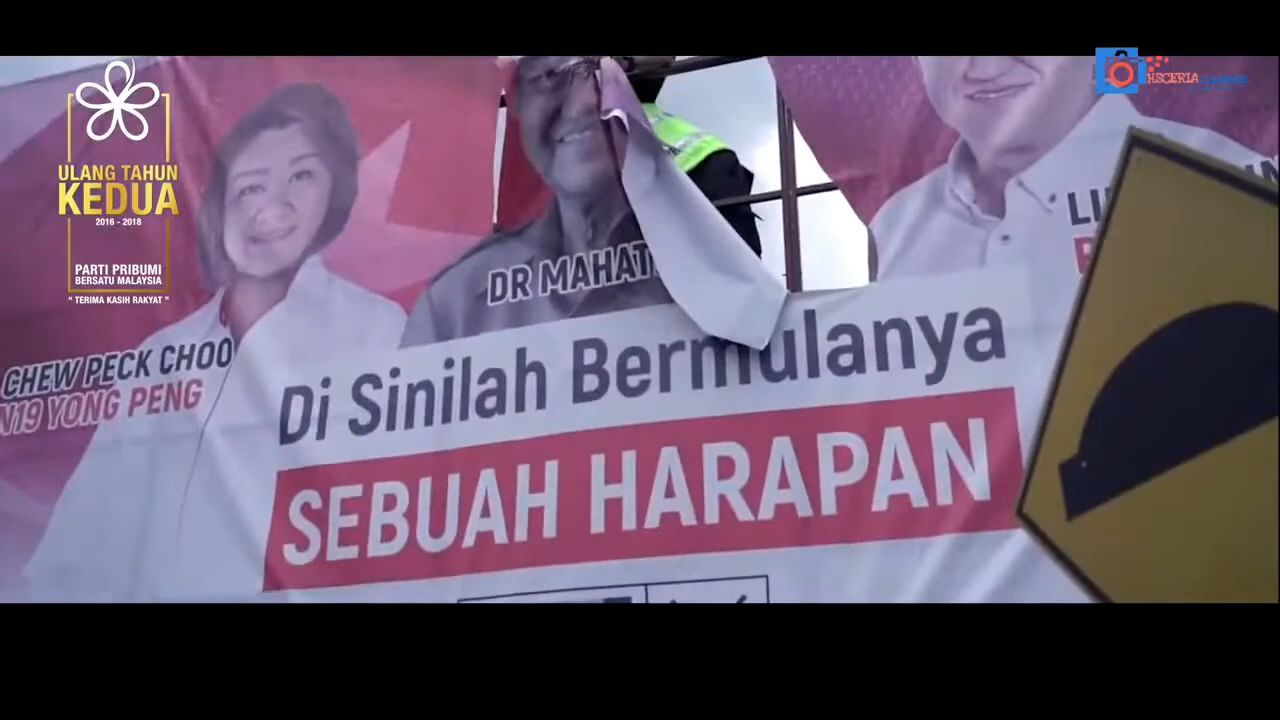 ULANG TAHUN
KEDUA
2016 - 2018
PARTI PRIBUMI
BERSATU MALAYSIA
" TERIMA KASIH RAKYAT "
CHEW PECK CHOO
N19 YONG PENG
DR MAHAT
Di Sinilah Bermulanya
SEBUAH HARAPAN